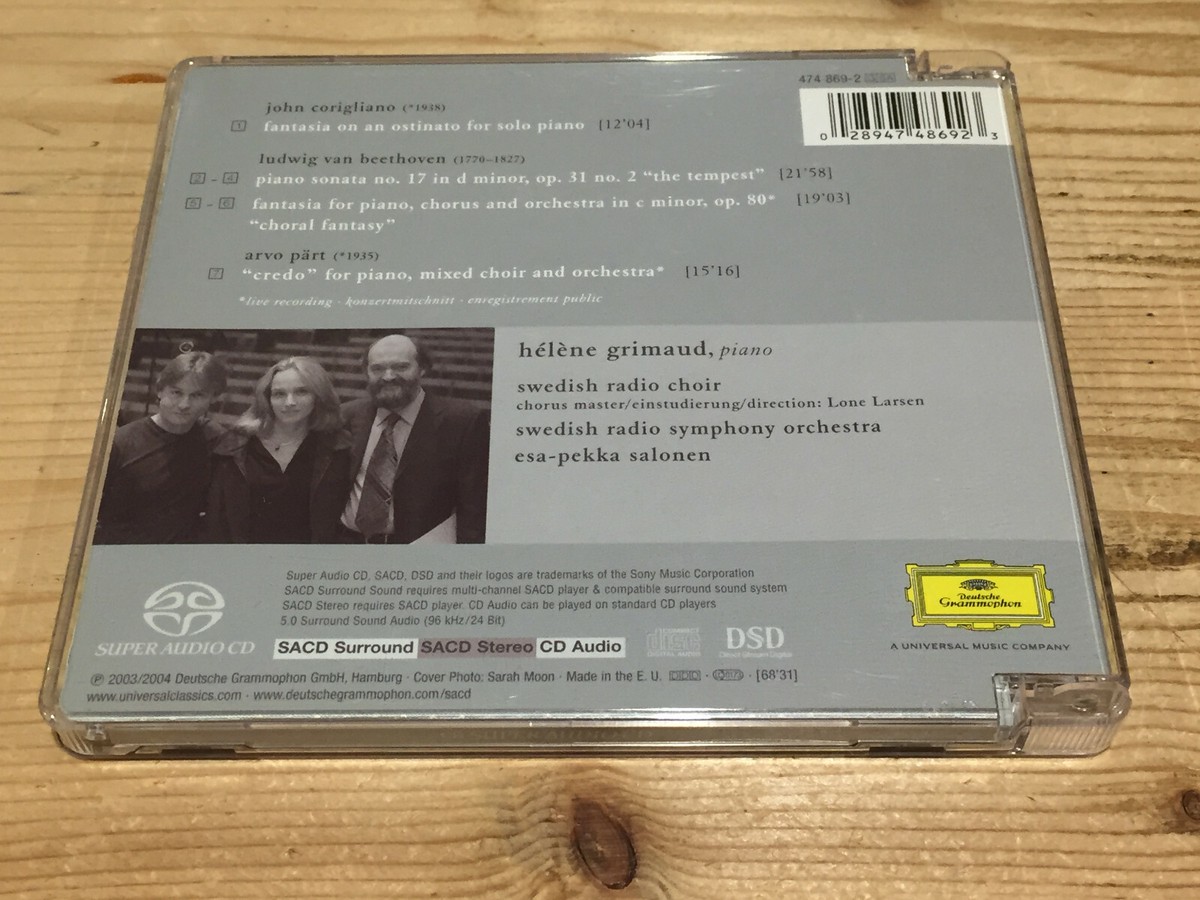 474 869-2
0 28947 48692 3
john corigliano (*1938)
1 fantasia on an ostinato for solo piano [12'04]
ludwig van beethoven (1770–1827)
2 - 4 piano sonata no. 17 in d minor, op. 31 no. 2 “the tempest” [21'58]
5 - 6 fantasia for piano, chorus and orchestra in c minor, op. 80* [19'03]
“choral fantasy”
arvo pärt (*1935)
7 “credo” for piano, mixed choir and orchestra* [15'16]
*live recording · konzertmitschnitt · enregistrement public
hélène grimaud, piano
swedish radio choir
chorus master/einstudierung/direction: Lone Larsen
swedish radio symphony orchestra
esa-pekka salonen
Super Audio CD, SACD, DSD and their logos are trademarks of the Sony Music Corporation
SACD Surround Sound requires multi-channel SACD player & compatible surround sound system
SACD Stereo requires SACD player. CD Audio can be played on standard CD players
5.0 Surround Sound Audio (96 kHz/24 Bit)
SUPER AUDIO CD
SACD Surround SACD Stereo CD Audio
disc
DIGITAL AUDIO
DSD
Direct Stream Digital
Deutsche
Grammophon
A UNIVERSAL MUSIC COMPANY
℗ 2003/2004 Deutsche Grammophon GmbH, Hamburg · Cover Photo: Sarah Moon · Made in the E. U. DDD · [68'31]
www.universalclassics.com · www.deutschegrammophon.com/sacd